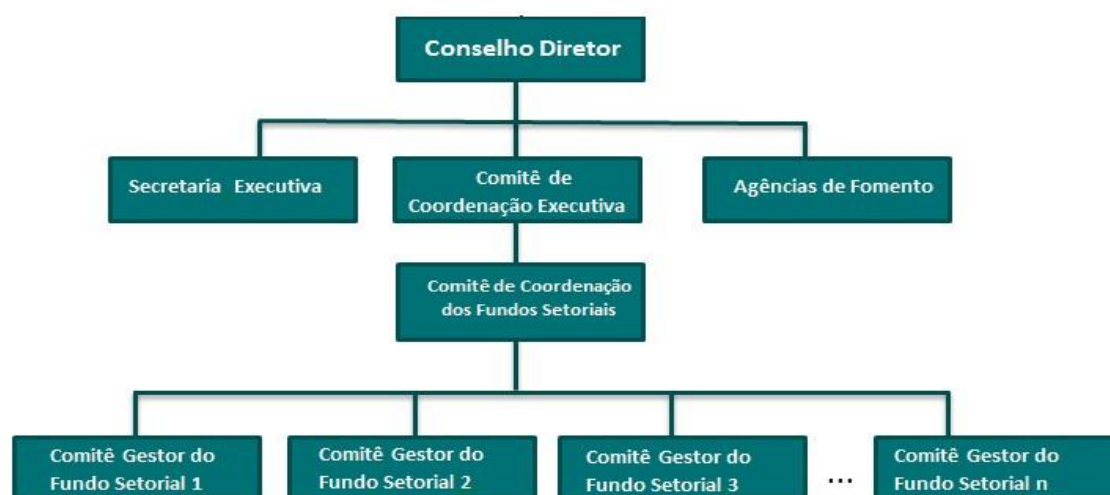 Conselho Diretor
Secretaria Executiva
Comitê de
Coordenação Executiva
Agências de Fomento
Comitê de Coordenação
dos Fundos Setoriais
Comitê Gestor do
Fundo Setorial 1
Comitê Gestor do
Fundo Setorial 2
Comitê Gestor do
Fundo Setorial 3
...
Comitê Gestor do
Fundo Setorial n